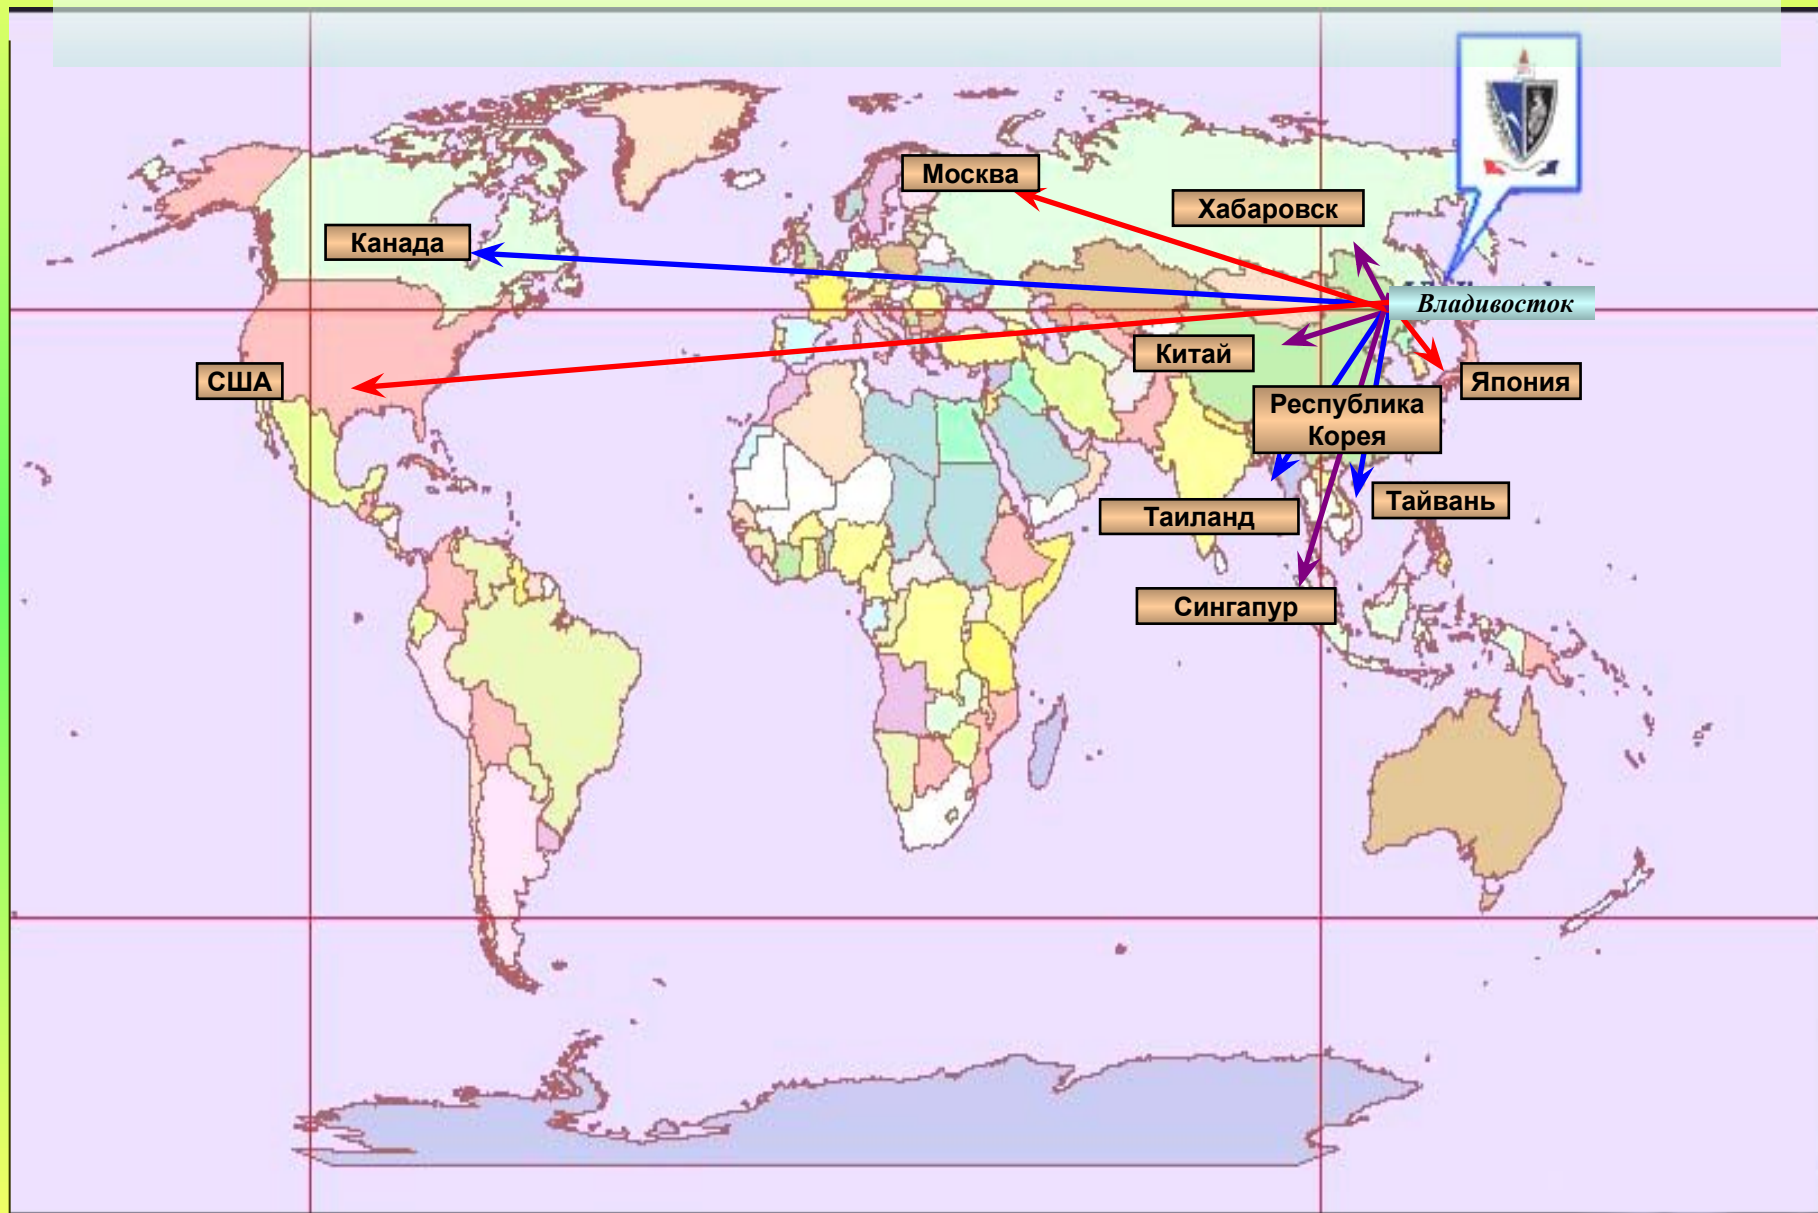 Москва
Хабаровск
Канада
Владивосток
Китай
США
Япония
Республика
Корея
Тайвань
Таиланд
Сингапур